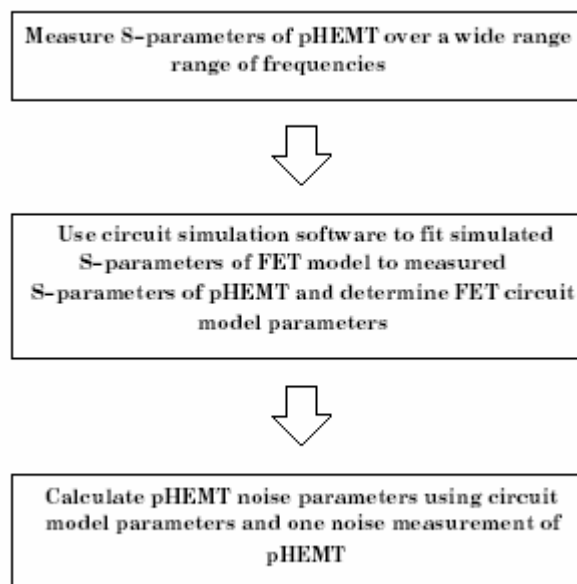 Measure S-parameters of pHEMT over a wide range
range of frequencies
Use circuit simulation software to fit simulated
S-parameters of FET model to measured
S-parameters of pHEMT and determine FET circuit
model parameters
Calculate pHEMT noise parameters using circuit
model parameters and one noise measurement of
pHEMT